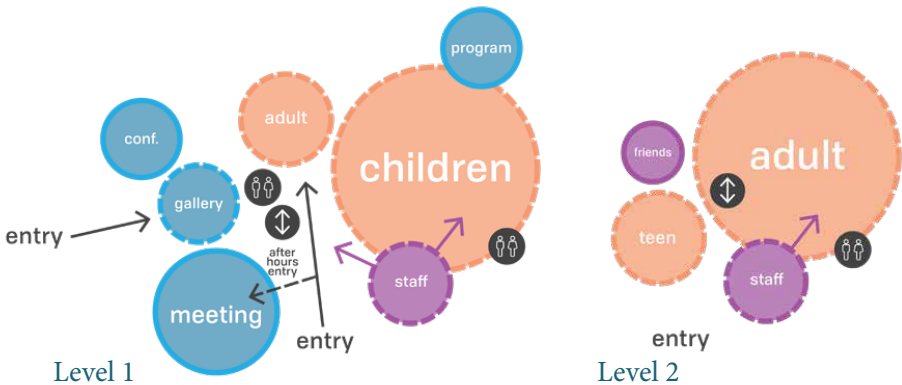 program
adult
conf.
children
gallery
entry
after
hours
entry
staff
meeting
entry
Level 1
friends
adult
teen
staff
entry
Level 2